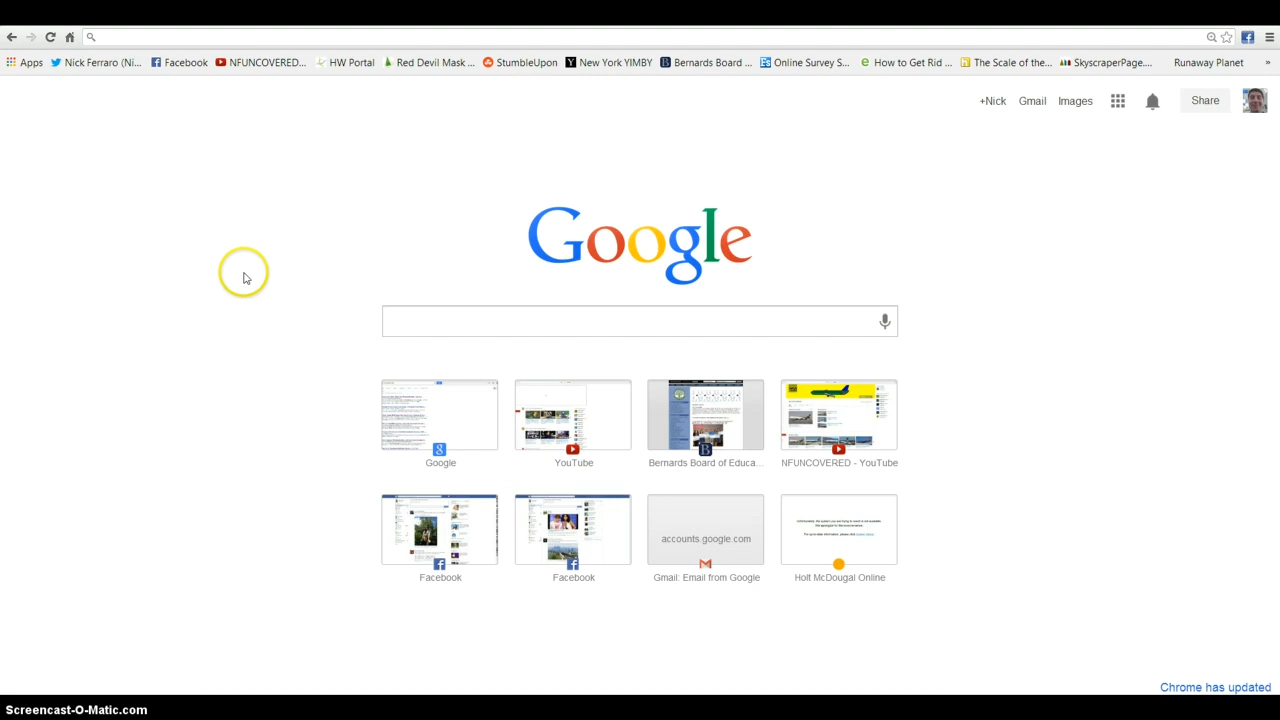 Apps Nick Ferraro (Ni... Facebook NFUNCOVERED... HW Portal Red Devil Mask ... StumbleUpon New York YIMBY Bernards Board ... Online Survey S... How to Get Rid ... The Scale of the... SkyscraperPage.... Runaway Planet »
+Nick Gmail Images Share
Google
Google YouTube Bernards Board of Educa... NFUNCOVERED - YouTube
accounts.google.com
Facebook Facebook Gmail: Email from Google Holt McDougal Online
Chrome has updated
Screencast-O-Matic.com